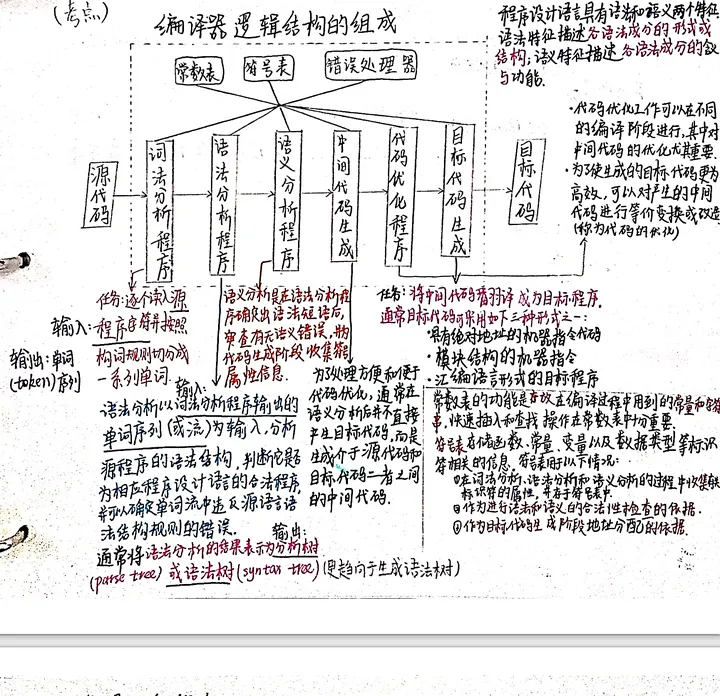 (考点)
编译器逻辑结构的组成
常数表
符号表
错误处理器
源代码
词法分析程序
语法分析程序
语义分析程序
中间代码生成
代码优化程序
目标代码生成
目标代码
程序设计语言具有语法和语义两个特征
语法特征描述各语法成分的形式或
结构;语义特征描述各语法成分的含义
与功能.
·代码优化工作可以在不同
的编译阶段进行,其中对
中间代码的优化尤其重要.
·为了使生成的目标代码更为
高效,可以对产生的中间
代码进行等价变换或改造
(称为代码的优化)
任务:逐个读入源
输入:程序字符并按照
构词规则切分成
一系列单词.
输出:单词
(token)序列
语义分析是在语法分析程
序确定出语法短语后,
审查有无语义错误,并为
代码生成阶段收集
属性信息.
为了处理方便和便于
代码优化,通常在
语义分析后并不直接
产生目标代码,而是
生成介于源代码和
目标代码二者之间
的中间代码.
任务:将中间代码翻译成为目标程序.
通常目标代码可采用如下三种形式之一:
·具有绝对地址的机器指令代码
·模块结构的机器指令
·汇编语言形式的目标程序
输入:
语法分析以词法分析程序输出的
单词序列(或流)为输入,分析
源程序的语法结构,判断它是否
为相应程序设计语言的合法程序,
并可以确定单词流中违反源语言语
法结构规则的错误.
输出:
通常将语法分析的结果表示为分析树
(parse tree)或语法树(syntax tree)(更趋向于生成语法树)
常数表的功能是存放在编译过程中用到的常量和字符
串,快速插入和查找操作在常数表中十分重要.
符号表存储函数、常量、变量以及数据类型等标识
符相关的信息.符号表用于以下情况:
①在词法分析、语法分析和语义分析的过程中收集
标识符的属性,并存于符号表中.
②作为进行语法和语义的合法性检查的依据.
③作为目标代码生成阶段地址分配的依据.